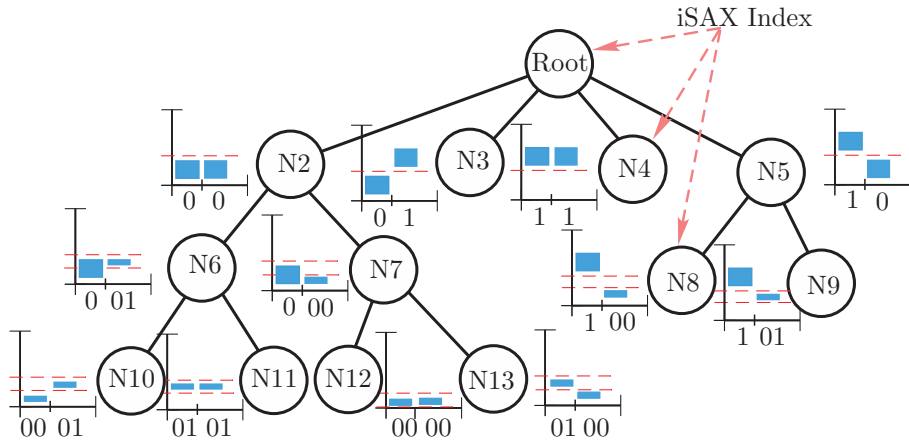 iSAX Index
Root
N2
N3
N4
N5
0 0
0 1
1 1
1 0
N6
N7
N8
N9
0 01
0 00
1 00
1 01
N10
N11
N12
N13
00 01
01 01
00 00
01 00